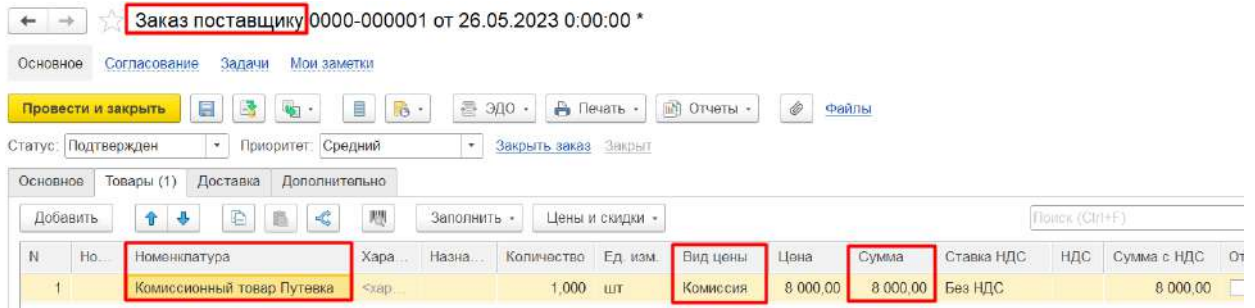 Заказ поставщику 0000-000001 от 26.05.2023 0:00:00 *
Основное Согласование Задачи Мои заметки
Провести и закрыть ЭДО Печать Отчеты Файлы
Статус: Подтвержден Приоритет: Средний Закрыть заказ Закрыт
Основное Товары (1) Доставка Дополнительно
Добавить Заполнить Цены и скидки Поиск (Ctrl+F)
N Но... Номенклатура Хара... Назна... Количество Ед. изм. Вид цены Цена Сумма Ставка НДС НДС Сумма с НДС От
1 Комиссионный товар Путевка <хар... 1,000 шт Комиссия 8 000,00 8 000,00 Без НДС 8 000,00